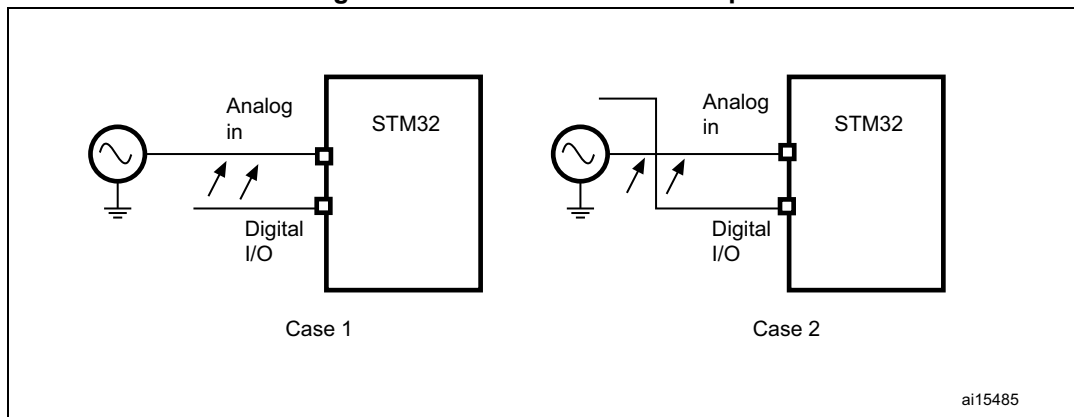 Analog
in
STM32
Digital
I/O
Case 1
Analog
in
STM32
Digital
I/O
Case 2
ai15485